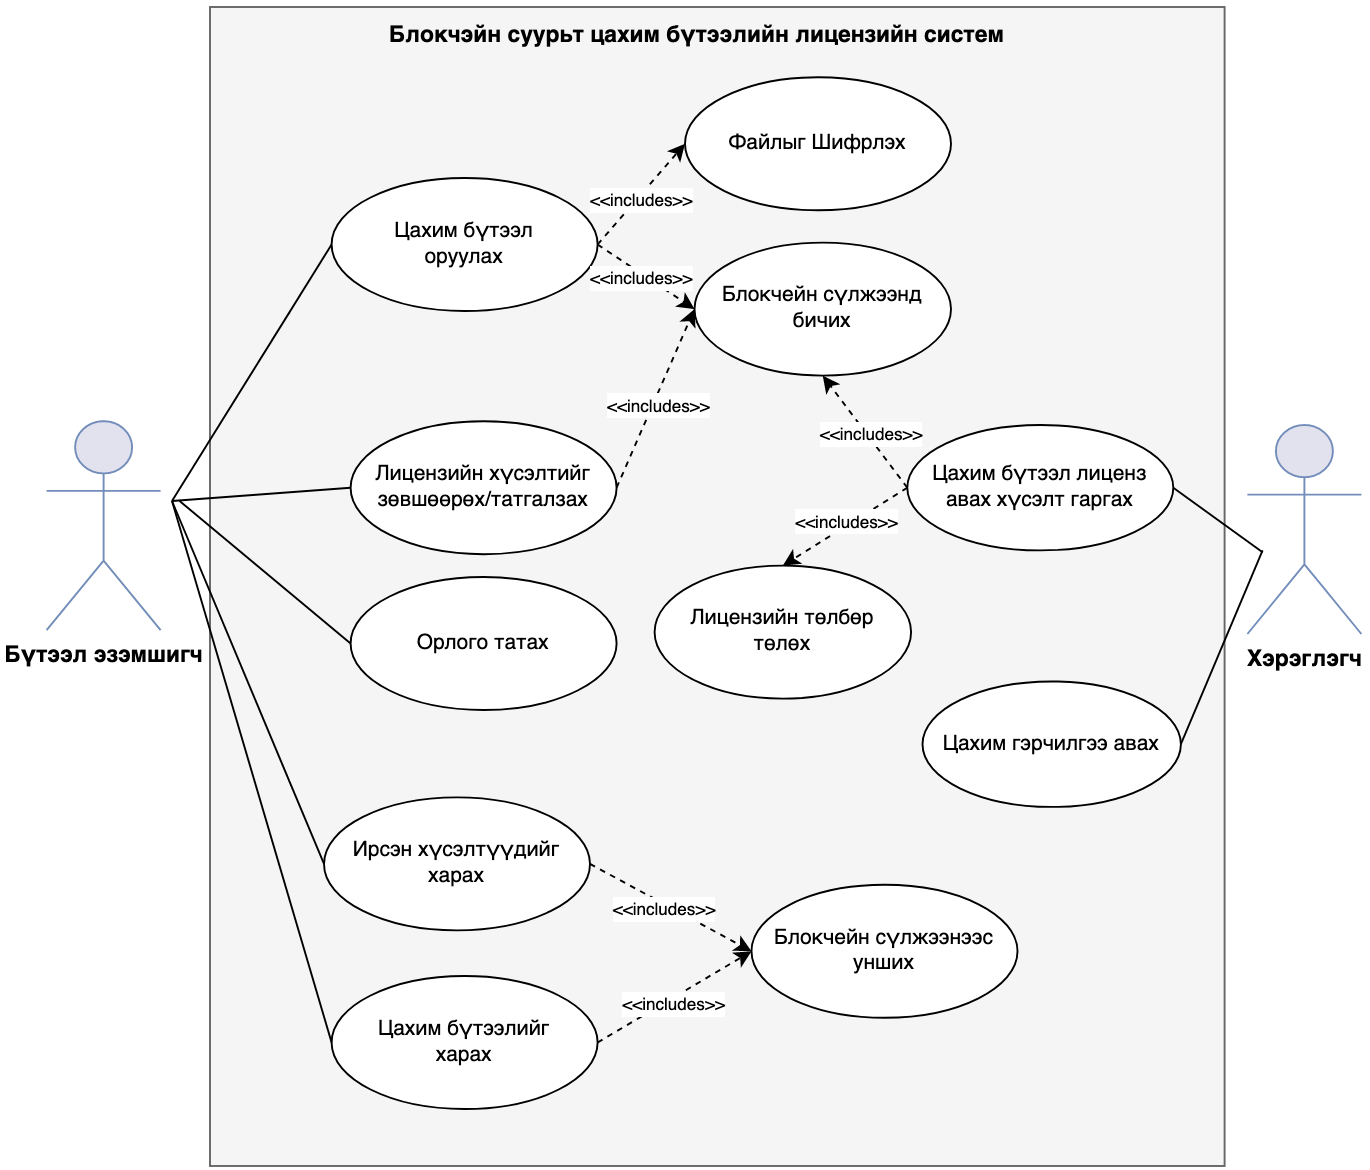 Блокчэйн суурьт цахим бүтээлийн лицензийн систем
Файлыг Шифрлэх
<<includes>>
Цахим бүтээл
оруулах
<<includes>>
Блокчейн сүлжээнд
бичих
<<includes>>
<<includes>>
Лицензийн хүсэлтийг
зөвшөөрөх/татгалзах
Цахим бүтээл лиценз
авах хүсэлт гаргах
<<includes>>
Лицензийн төлбөр
төлөх
Орлого татах
Бүтээл эзэмшигч
Хэрэглэгч
Цахим гэрчилгээ авах
Ирсэн хүсэлтүүдийг
харах
<<includes>>
Блокчейн сүлжээнээс
унших
<<includes>>
Цахим бүтээлийг
харах